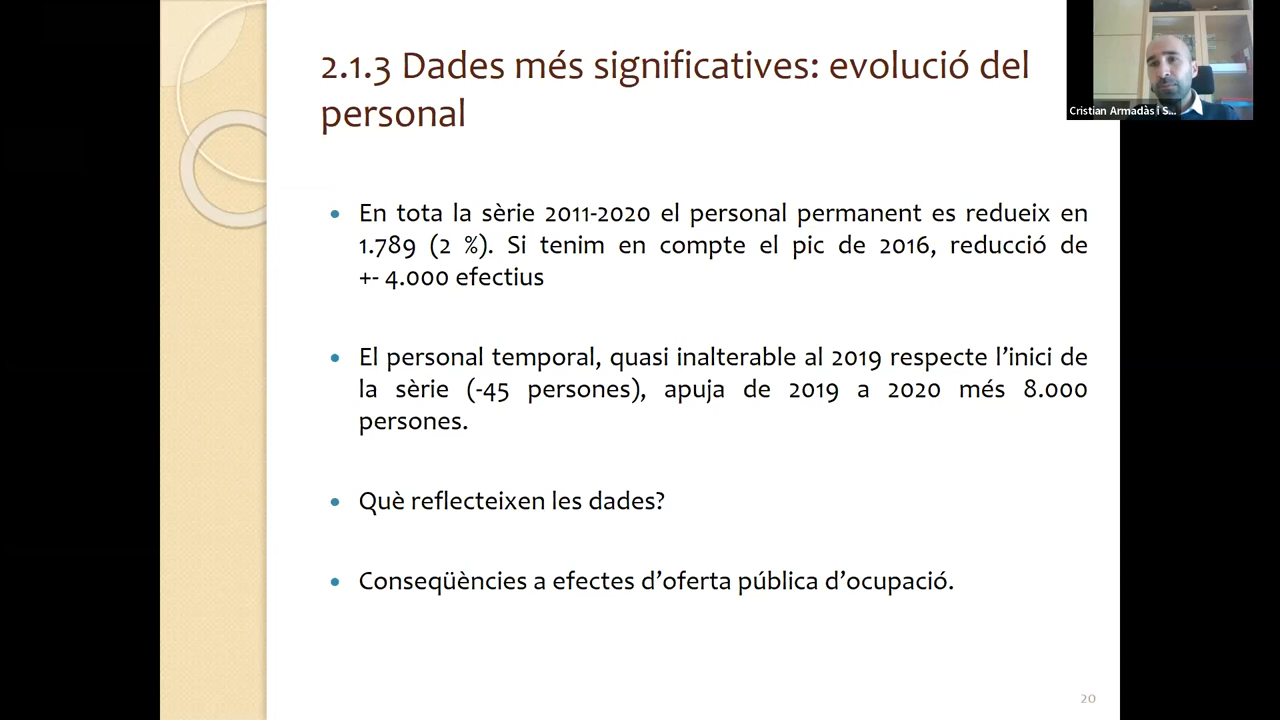 2.1.3 Dades més significatives: evolució del
personal
Cristian Armadàs i S...
• En tota la sèrie 2011-2020 el personal permanent es redueix en
1.789 (2 %). Si tenim en compte el pic de 2016, reducció de
+- 4.000 efectius
• El personal temporal, quasi inalterable al 2019 respecte l’inici de
la sèrie (-45 persones), apuja de 2019 a 2020 més 8.000
persones.
• Què reflecteixen les dades?
• Conseqüències a efectes d’oferta pública d’ocupació.
20